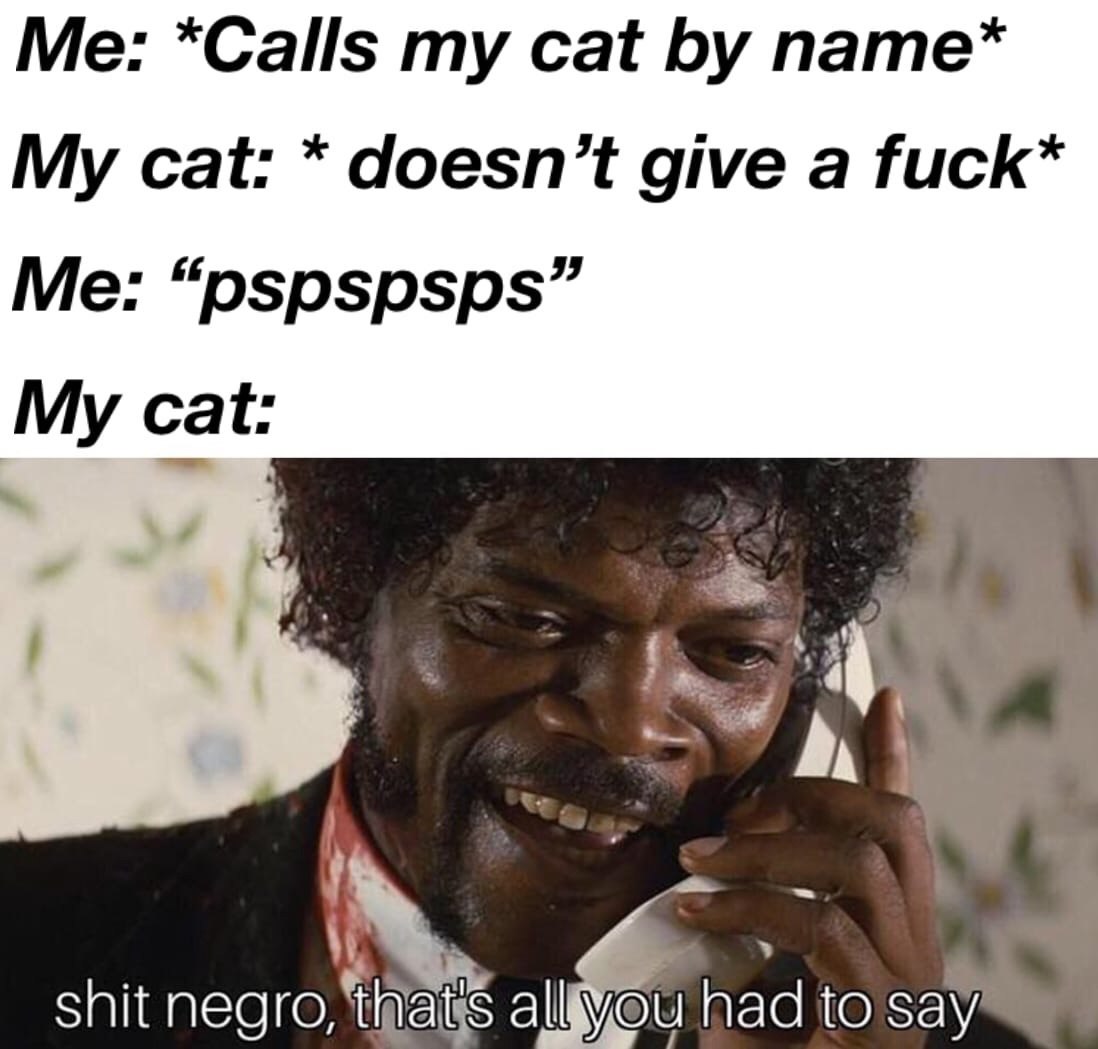 Me: *Calls my cat by name*
My cat: * doesn’t give a fuck*
Me: “pspspsps”
My cat:
shit negro, that's all you had to say